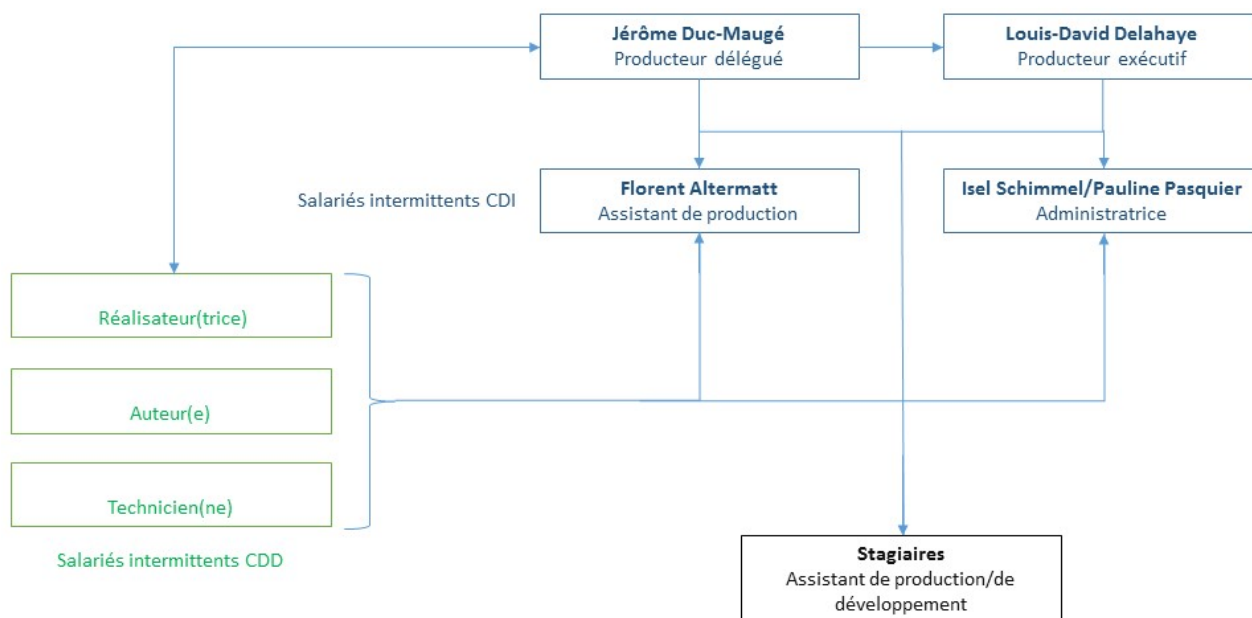 Jérôme Duc-Maugé
Producteur délégué
Louis-David Delahaye
Producteur exécutif
Salariés intermittents CDI
Florent Altermatt
Assistant de production
Isel Schimmel/Pauline Pasquier
Administratrice
Réalisateur(trice)
Auteur(e)
Technicien(ne)
Salariés intermittents CDD
Stagiaires
Assistant de production/de
développement